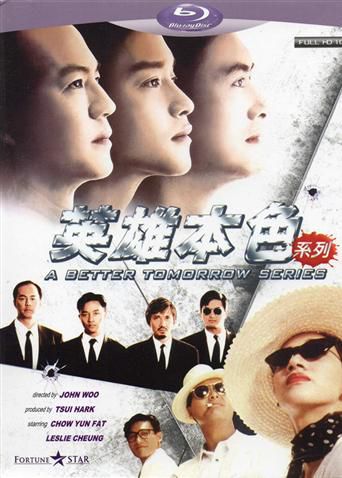 Blu-ray Disc
FULL HD 10
英雄本色
系列
A BETTER TOMORROW SERIES
directed by JOHN WOO
produced by TSUI HARK
starring CHOW YUN FAT
LESLIE CHEUNG
FORTUNE STAR